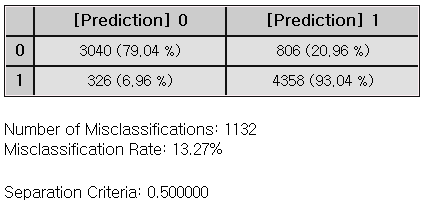 [Prediction] 0 [Prediction] 1
0 3040 (79.04 %) 806 (20.96 %)
1 326 (6.96 %) 4358 (93.04 %)
Number of Misclassifications: 1132
Misclassification Rate: 13.27%
Separation Criteria: 0.500000